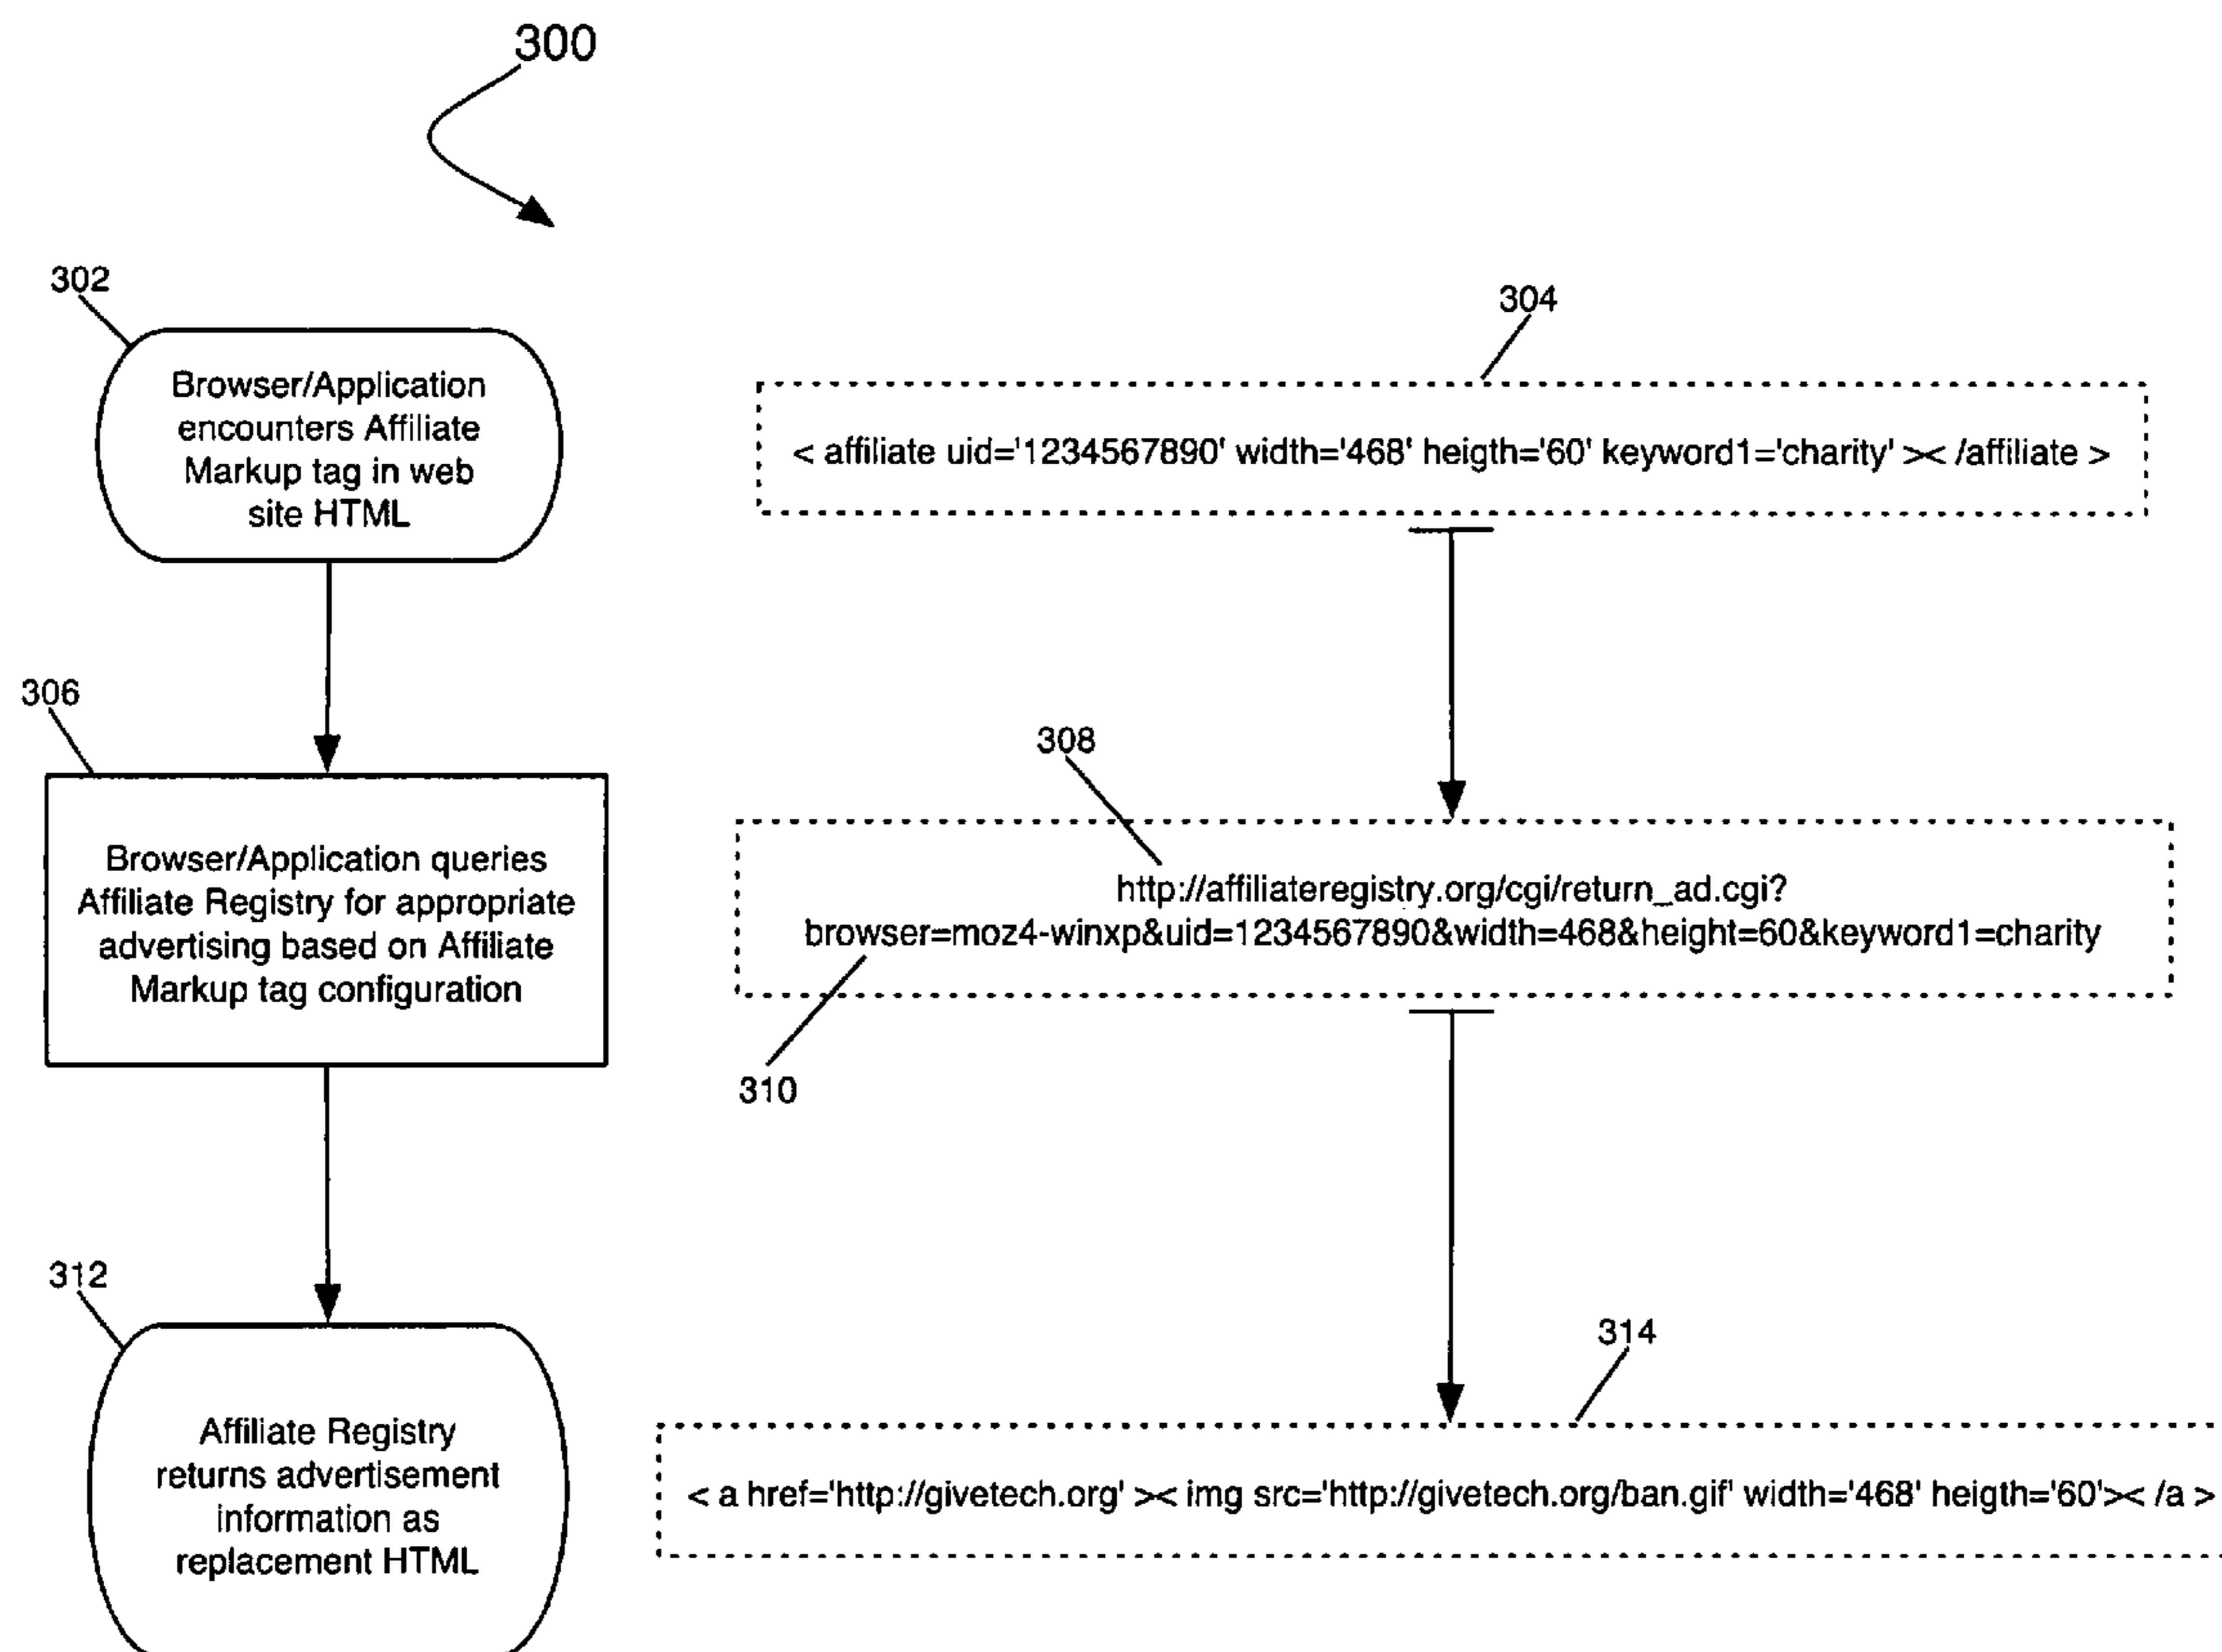 300
302
Browser/Application
encounters Affiliate
Markup tag in web
site HTML
304
< affiliate uid='1234567890' width='468' heigth='60' keyword1='charity' >< /affiliate >
306
Browser/Application queries
Affiliate Registry for appropriate
advertising based on Affiliate
Markup tag configuration
308
http://affiliateregistry.org/cgi/return_ad.cgi?
browser=moz4-winxp&uid=1234567890&width=468&height=60&keyword1=charity
310
312
Affiliate Registry
returns advertisement
information as
replacement HTML
314
< a href='http://givetech.org' >< img src='http://givetech.org/ban.gif' width='468' heigth='60'>< /a >